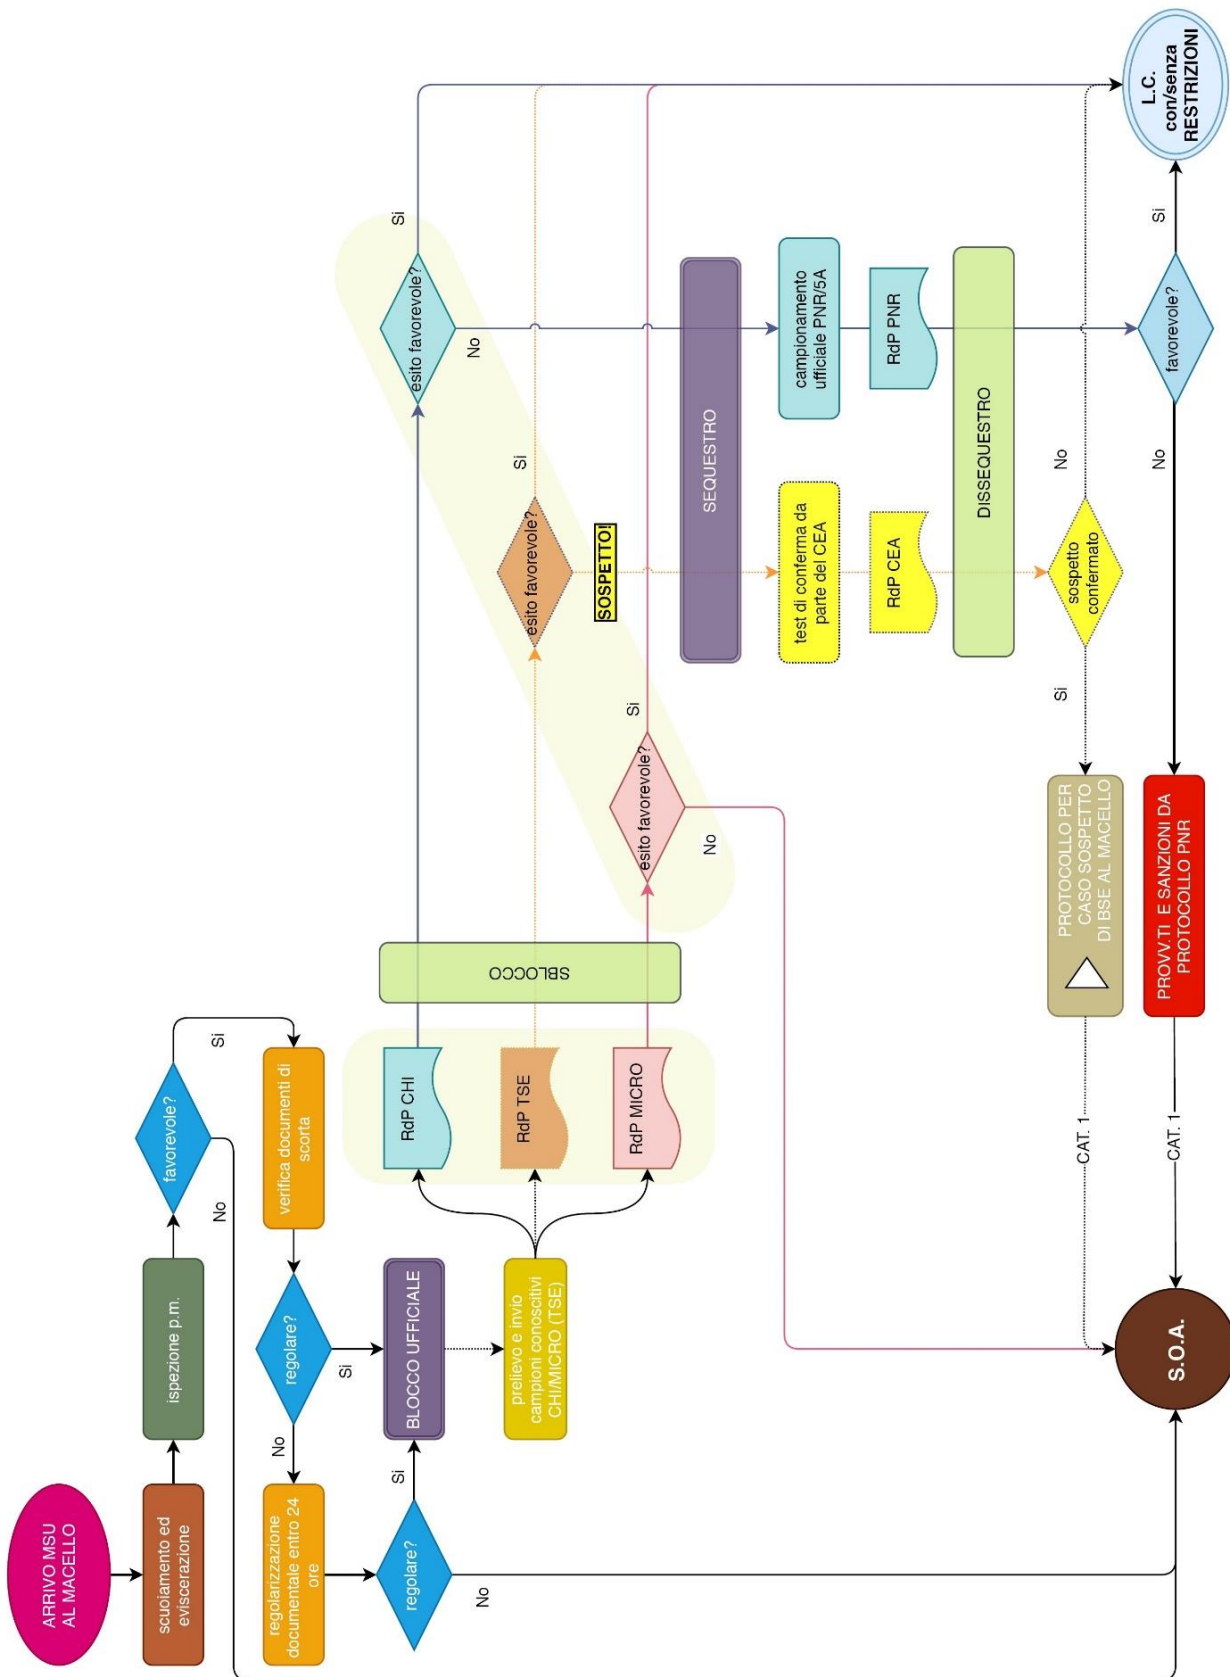 ARRIVO MSU
AL MACELLO
scuoiamento ed
eviscerazione
ispezione p.m.
favorevole?
Si
No
verifica documenti di
scorta
regolare?
Si
No
regolarizzazione
documentale entro 24
ore
regolare?
Si
No
BLOCCO UFFICIALE
prelievo e invio
campioni conoscitivi
CHI/MICRO (TSE)
RdP CHI
RdP TSE
RdP MICRO
SBLOCCO
esito favorevole?
Si
No
esito favorevole?
Si
SOSPETTO!
esito favorevole?
Si
No
SEQUESTRO
campionamento
ufficiale PNR/5A
test di conferma da
parte del CEA
RdP PNR
RdP CEA
DISSEQUESTRO
sospetto
confermato
Si
No
favorevole?
Si
No
PROTOCOLLO PER
CASO SOSPETTO
DI BSE AL MACELLO
PROVV.TI E SANZIONI DA
PROTOCOLLO PNR
CAT. 1
CAT. 1
S.O.A.
L.C.
con/senza
RESTRIZIONI